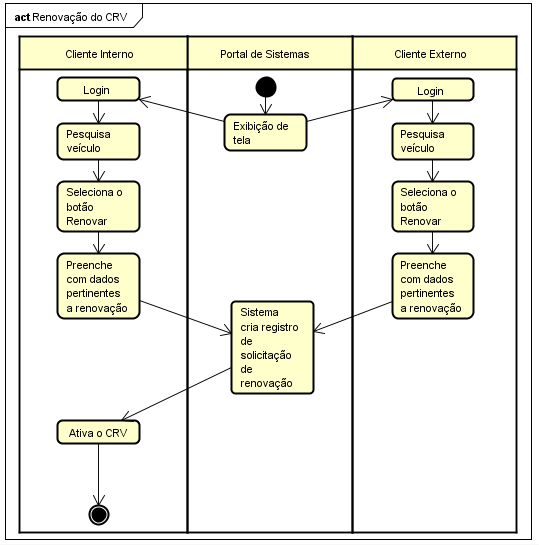 act Renovação do CRV
Cliente Interno
Portal de Sistemas
Cliente Externo
Login
Login
Exibição de
tela
Pesquisa
veículo
Pesquisa
veículo
Seleciona o
botão
Renovar
Seleciona o
botão
Renovar
Preenche
com dados
pertinentes
a renovação
Preenche
com dados
pertinentes
a renovação
Sistema
cria registro
de
solicitação
de
renovação
Ativa o CRV